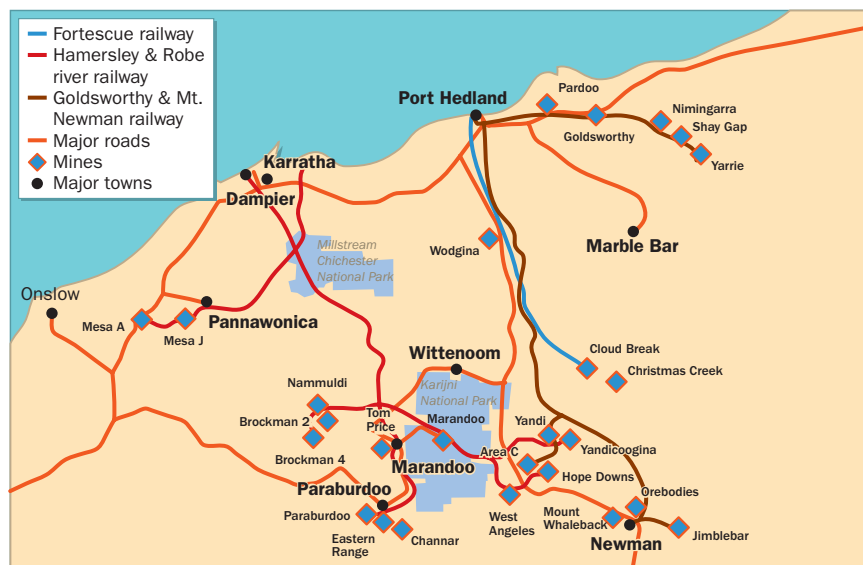 Fortescue railway
Hamersley & Robe
river railway
Goldsworthy & Mt.
Newman railway
Major roads
Mines
Major towns
Pardoo
Port Hedland
Nimingarra
Goldsworthy
Shay Gap
Yarrie
Karratha
Dampier
Millstream
Chichester
National Park
Wodgina
Marble Bar
Onslow
Mesa A
Pannawonica
Mesa J
Wittenoom
Cloud Break
Christmas Creek
Nammuldi
Karijni
National Park
Brockman 2
Tom
Price
Marandoo
Yandi
Brockman 4
Marandoo
Area C
Yandicoogina
Hope Downs
Paraburdoo
Orebodies
Paraburdoo
West
Angeles
Mount
Whaleback
Eastern
Range
Channar
Newman
Jimblebar